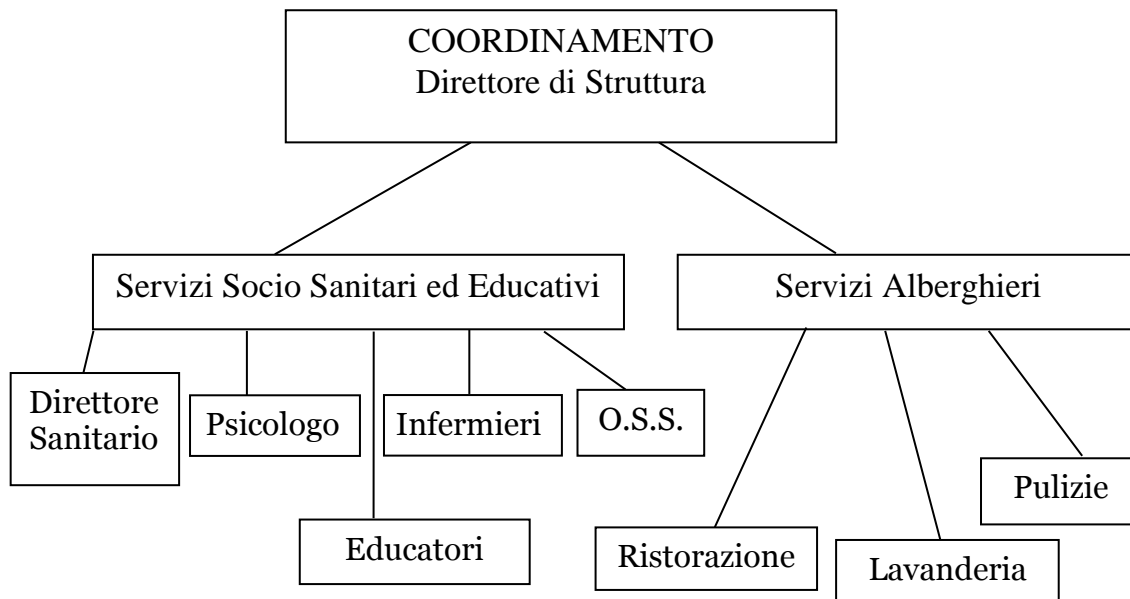 COORDINAMENTO
Direttore di Struttura
Servizi Socio Sanitari ed Educativi
Servizi Alberghieri
Direttore
Sanitario
Psicologo
Infermieri
O.S.S.
Educatori
Ristorazione
Lavanderia
Pulizie